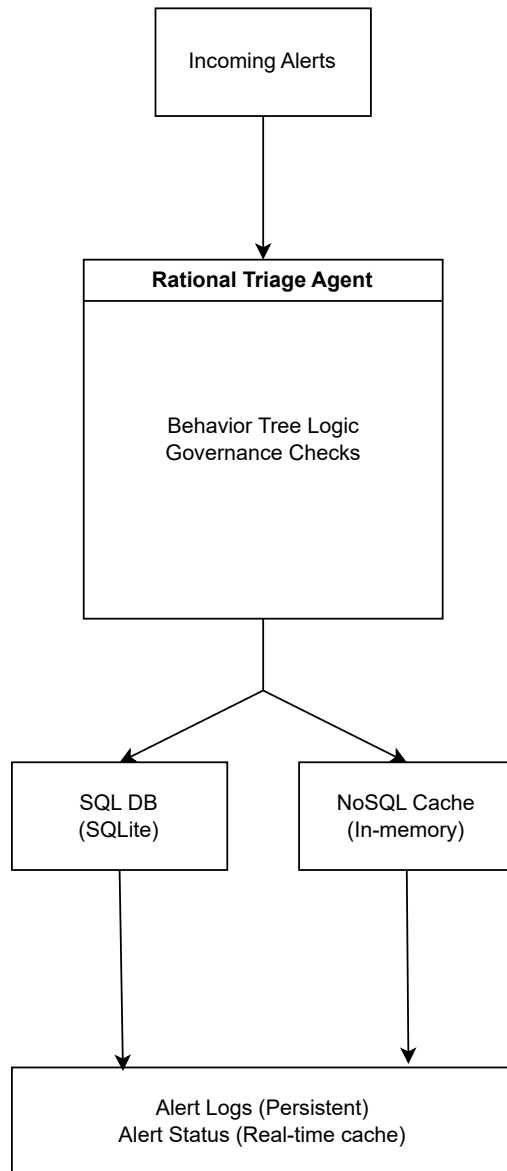 Incoming Alerts
Rational Triage Agent
Behavior Tree Logic
Governance Checks
SQL DB
(SQLite)
NoSQL Cache
(In-memory)
Alert Logs (Persistent)
Alert Status (Real-time cache)